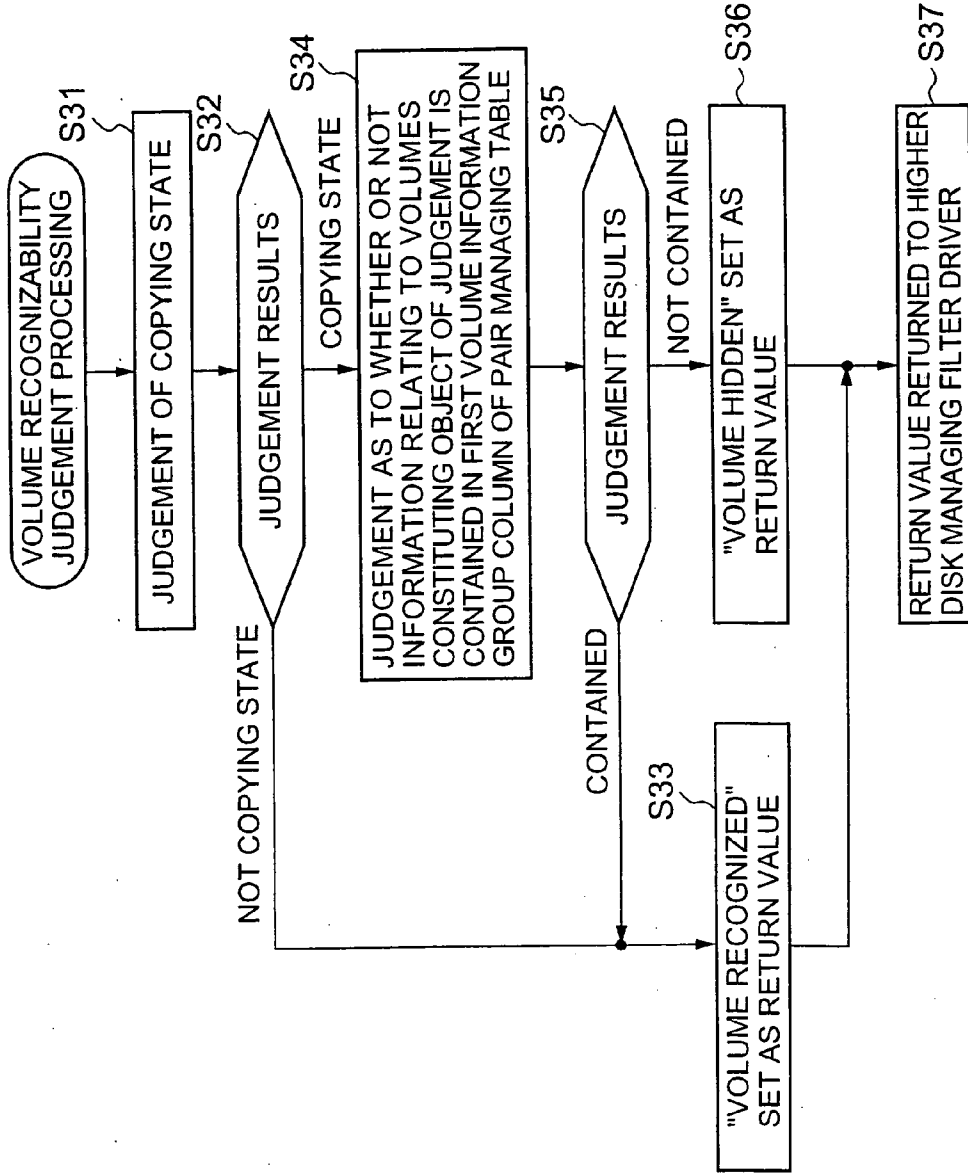 VOLUME RECOGNIZABILITY
JUDGEMENT PROCESSING
S31
JUDGEMENT OF COPYING STATE
S32
JUDGEMENT RESULTS
NOT COPYING STATE
COPYING STATE
S34
JUDGEMENT AS TO WHETHER OR NOT
INFORMATION RELATING TO VOLUMES
CONSTITUTING OBJECT OF JUDGEMENT IS
CONTAINED IN FIRST VOLUME INFORMATION
GROUP COLUMN OF PAIR MANAGING TABLE
S35
JUDGEMENT RESULTS
CONTAINED
NOT CONTAINED
S33
"VOLUME RECOGNIZED"
SET AS RETURN VALUE
S36
"VOLUME HIDDEN" SET AS
RETURN VALUE
S37
RETURN VALUE RETURNED TO HIGHER
DISK MANAGING FILTER DRIVER